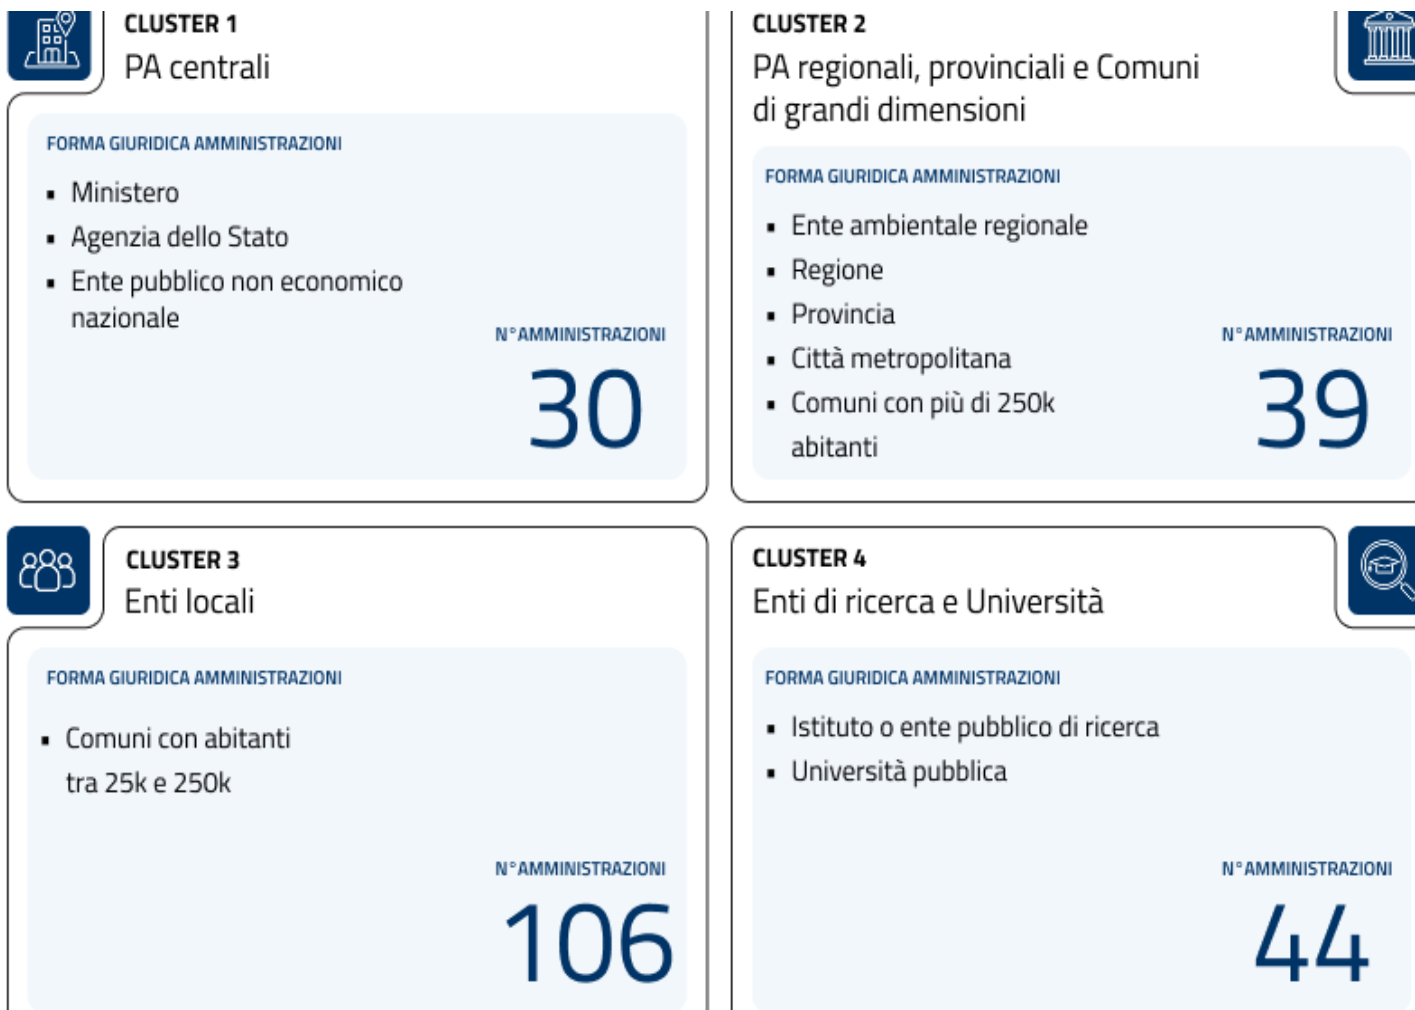 CLUSTER 1
PA centrali
FORMA GIURIDICA AMMINISTRAZIONI
▪ Ministero
▪ Agenzia dello Stato
▪ Ente pubblico non economico
nazionale
N°AMMINISTRAZIONI
30
CLUSTER 2
PA regionali, provinciali e Comuni
di grandi dimensioni
FORMA GIURIDICA AMMINISTRAZIONI
▪ Ente ambientale regionale
▪ Regione
▪ Provincia
▪ Città metropolitana
▪ Comuni con più di 250k
abitanti
N°AMMINISTRAZIONI
39
CLUSTER 3
Enti locali
FORMA GIURIDICA AMMINISTRAZIONI
▪ Comuni con abitanti
tra 25k e 250k
N°AMMINISTRAZIONI
106
CLUSTER 4
Enti di ricerca e Università
FORMA GIURIDICA AMMINISTRAZIONI
▪ Istituto o ente pubblico di ricerca
▪ Università pubblica
N°AMMINISTRAZIONI
44